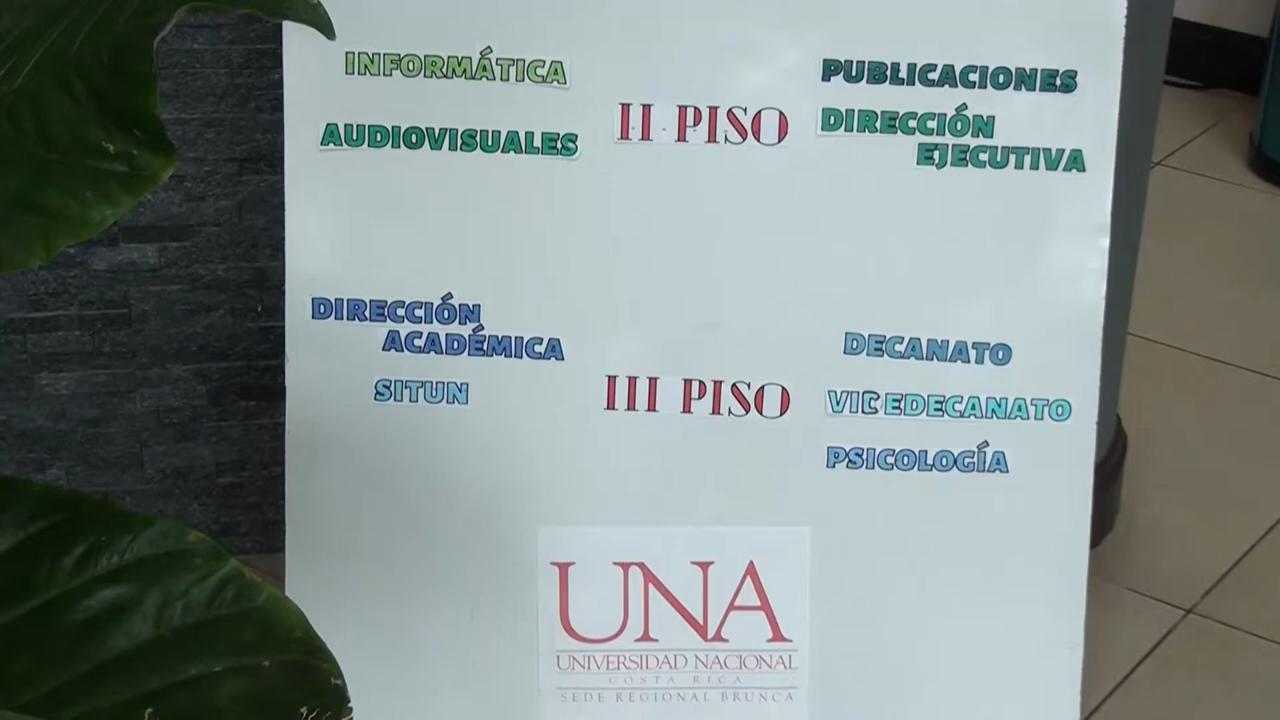 INFORMÁTICA
AUDIOVISUALES
II PISO
PUBLICACIONES
DIRECCIÓN
EJECUTIVA
DIRECCIÓN
ACADÉMICA
SITUN
III PISO
DECANATO
VICEDECANATO
PSICOLOGÍA
UNA
UNIVERSIDAD NACIONAL
COSTA RICA
SEDE REGIONAL BRUNCA